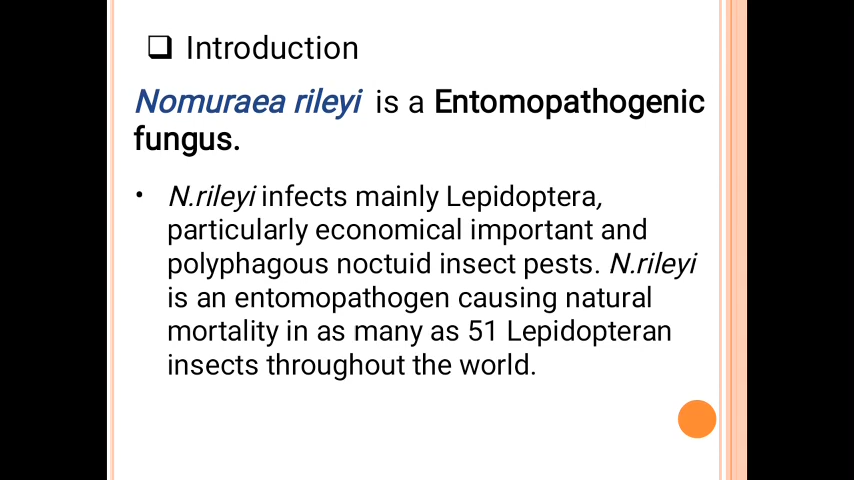 ❑ Introduction
Nomuraea rileyi is a Entomopathogenic
fungus.
• N.rileyi infects mainly Lepidoptera,
particularly economical important and
polyphagous noctuid insect pests. N.rileyi
is an entomopathogen causing natural
mortality in as many as 51 Lepidopteran
insects throughout the world.